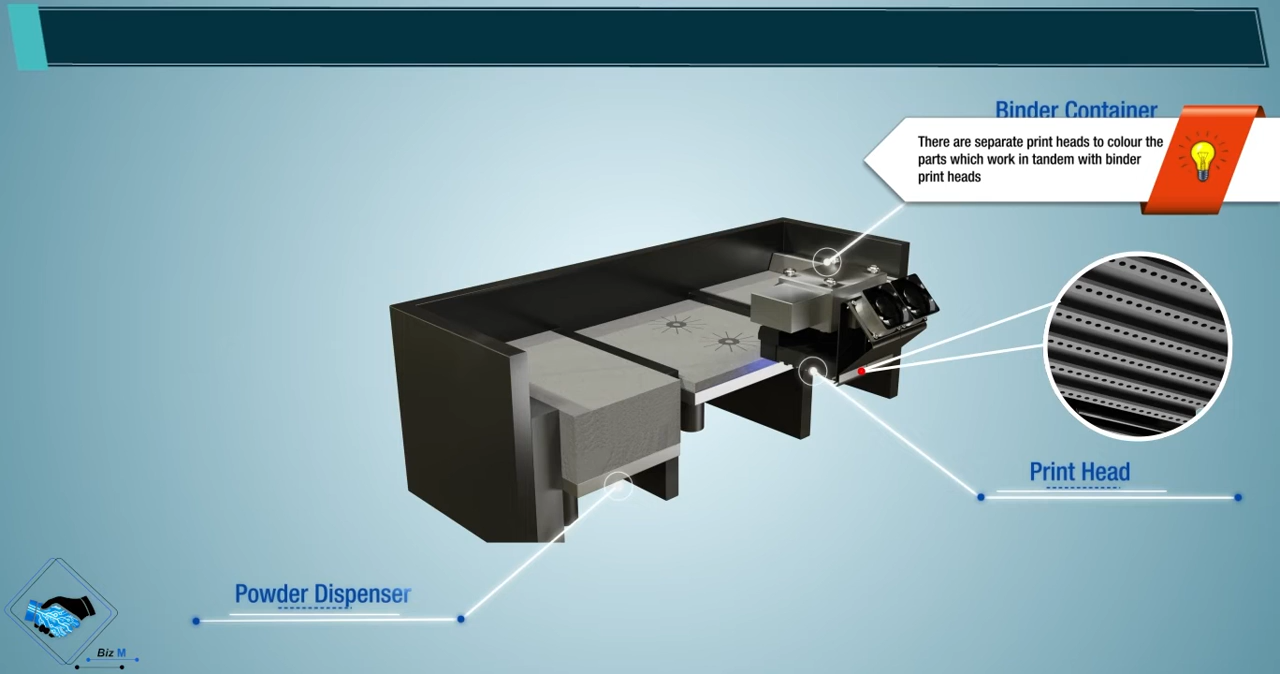 Binder Container
There are separate print heads to colour the
parts which work in tandem with binder
print heads
Print Head
Powder Dispenser
Biz M